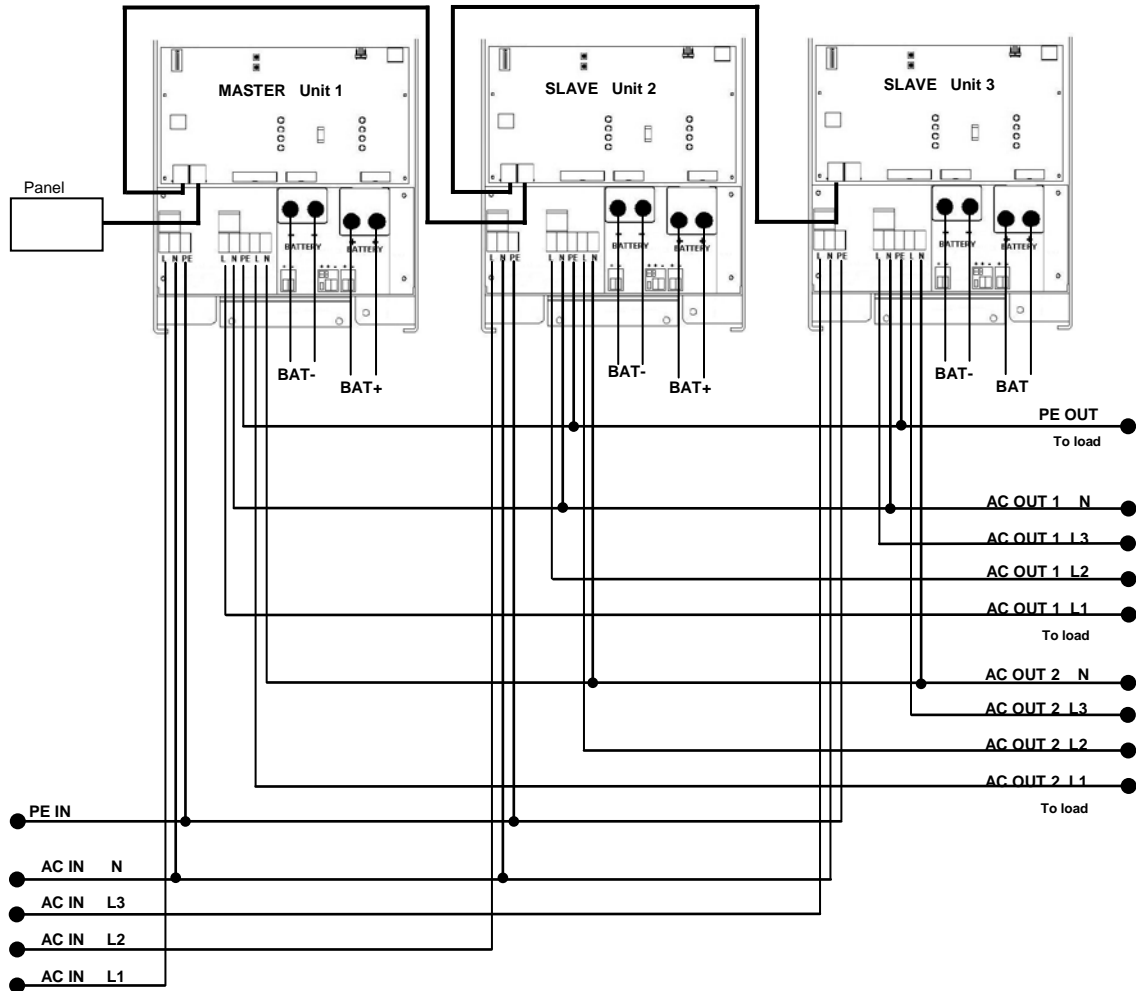 MASTER Unit 1
SLAVE Unit 2
SLAVE Unit 3
Panel
BATTERY
BATTERY
BATTERY
BATTERY
BATTERY
BATTERY
L N PE
L N PE L N
L N PE
L N PE L N
L N PE
L N PE L N
BAT-
BAT+
BAT-
BAT+
BAT-
BAT
PE OUT
To load
AC OUT 1 N
AC OUT 1 L3
AC OUT 1 L2
AC OUT 1 L1
To load
AC OUT 2 N
AC OUT 2 L3
AC OUT 2 L2
AC OUT 2 L1
To load
PE IN
AC IN N
AC IN L3
AC IN L2
AC IN L1